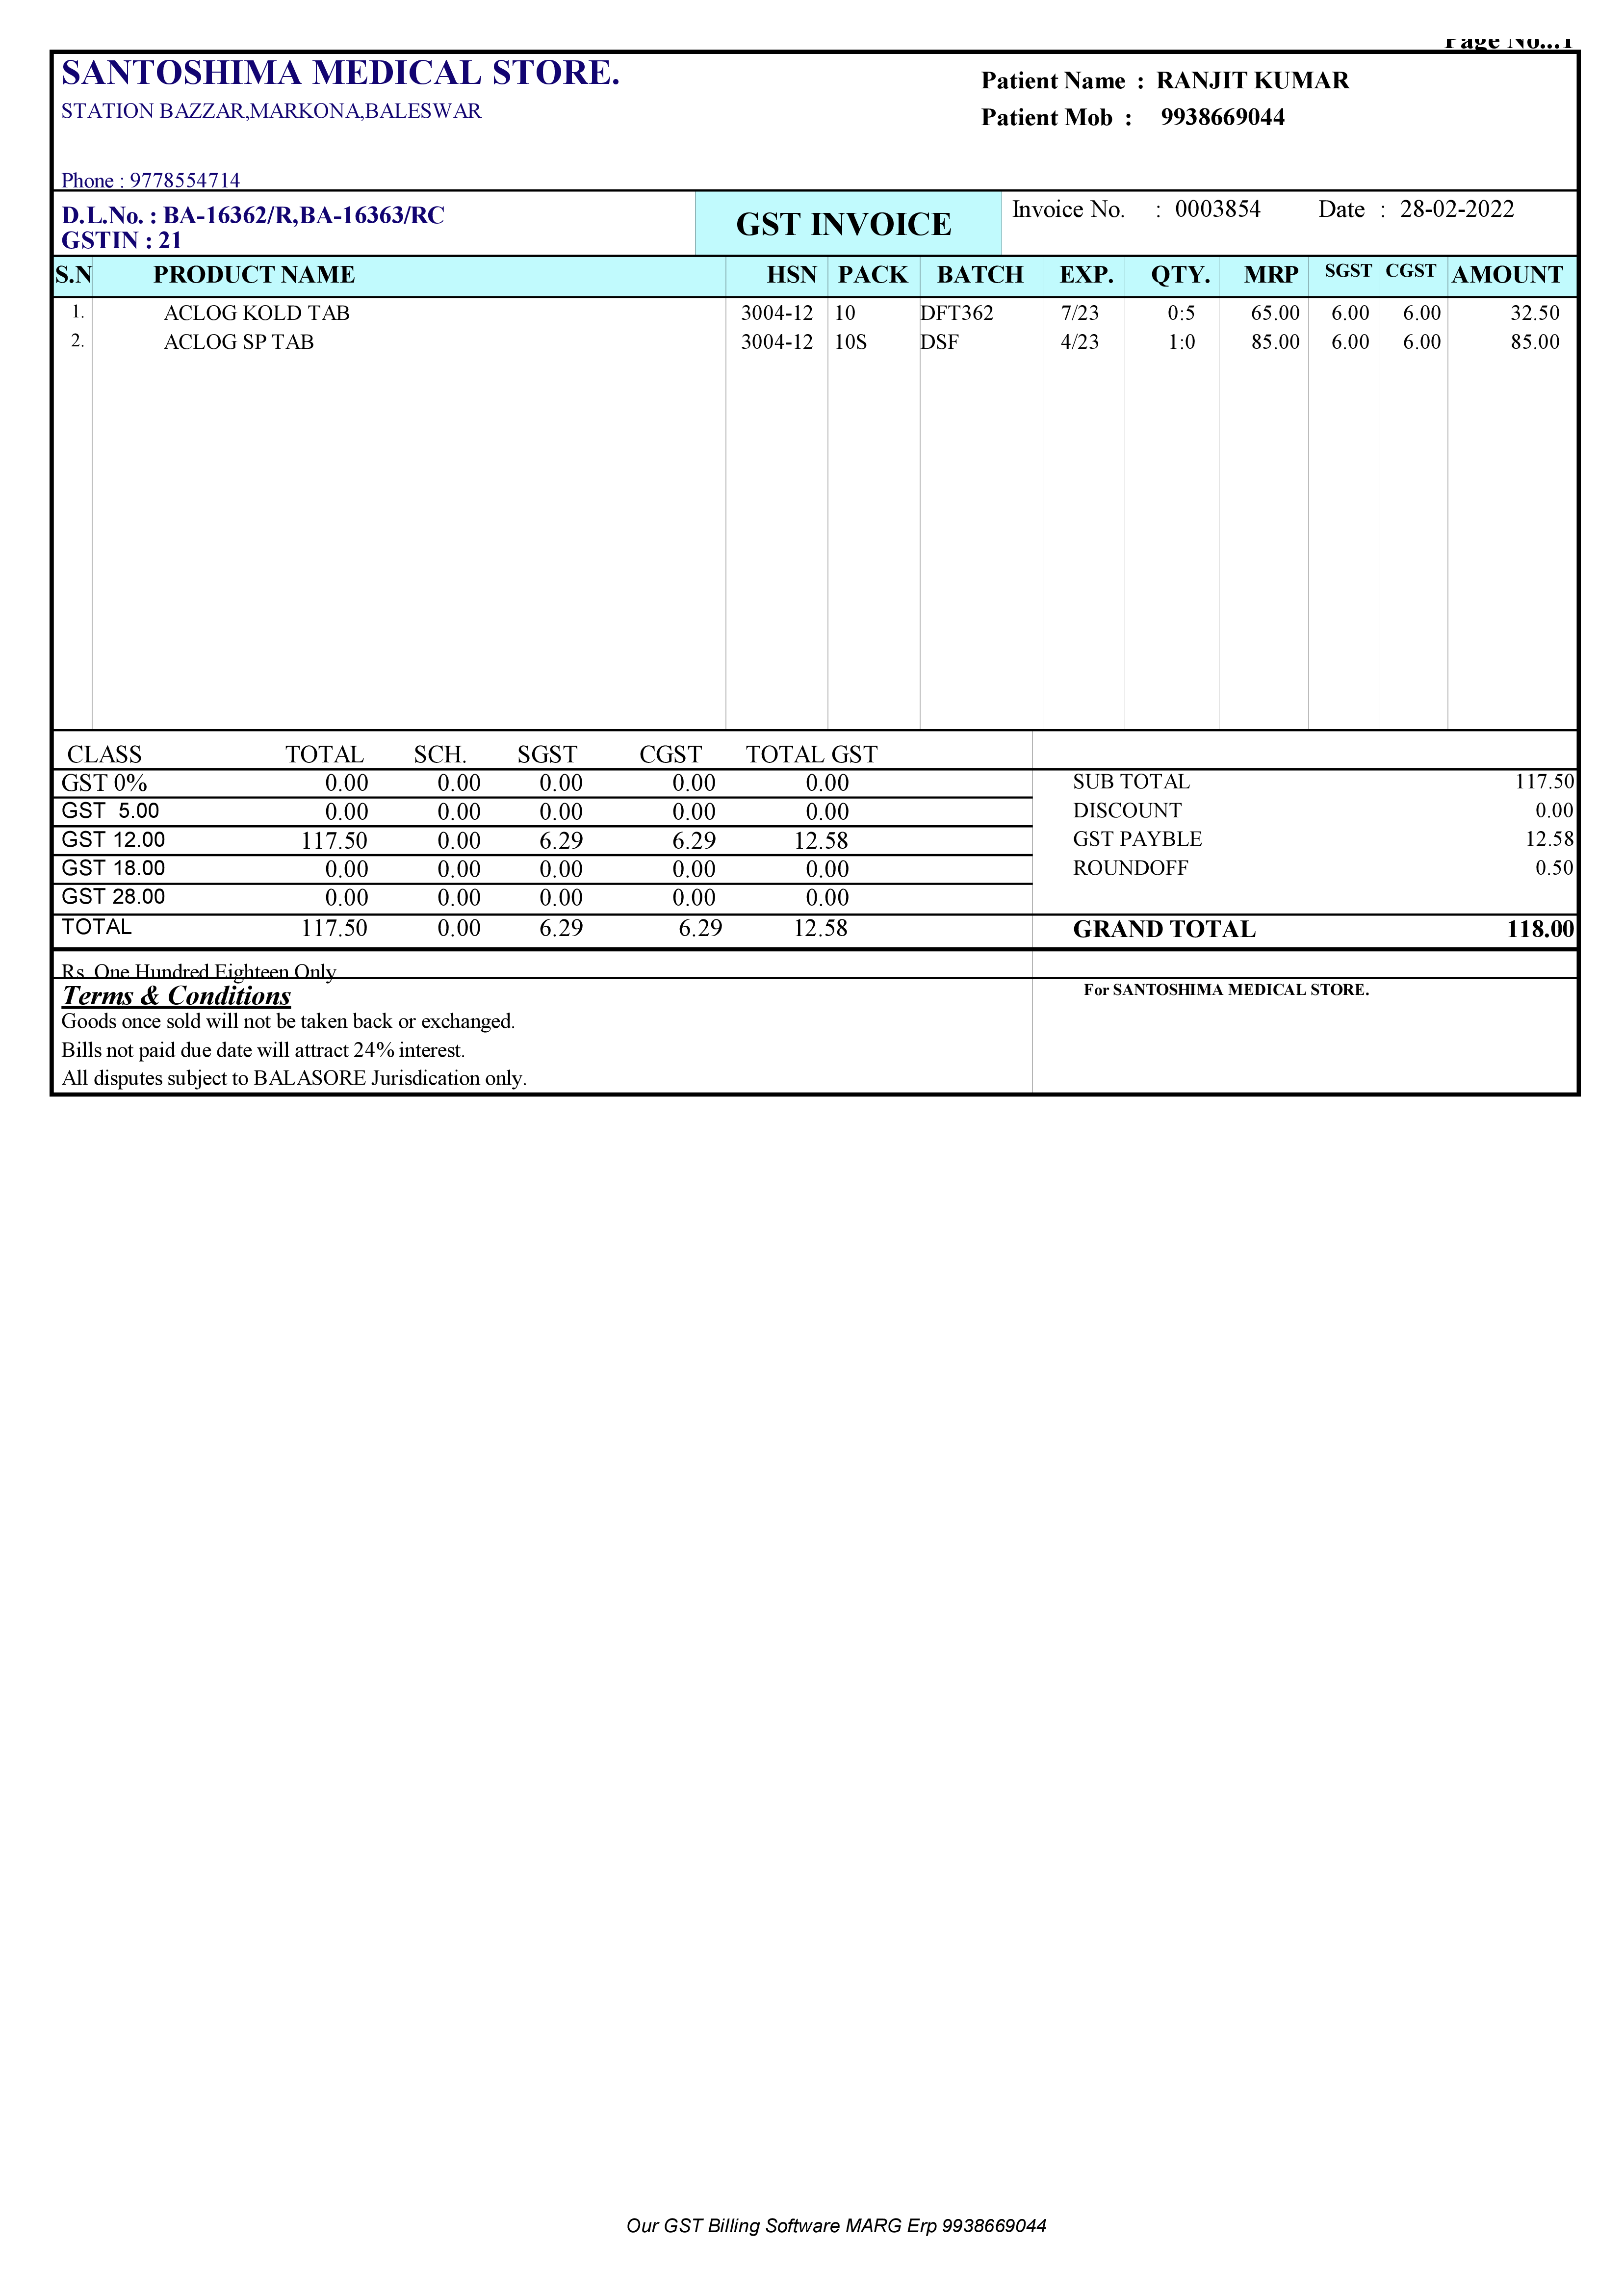 Page No...1
SANTOSHIMA MEDICAL STORE.
STATION BAZZAR,MARKONA,BALESWAR
Phone : 9778554714
Patient Name : RANJIT KUMAR
Patient Mob : 9938669044
D.L.No. : BA-16362/R,BA-16363/RC
GSTIN : 21
GST INVOICE
Invoice No. : 0003854 Date : 28-02-2022
S.N PRODUCT NAME HSN PACK BATCH EXP. QTY. MRP SGST CGST AMOUNT
1. ACLOG KOLD TAB 3004-12 10 DFT362 7/23 0:5 65.00 6.00 6.00 32.50
2. ACLOG SP TAB 3004-12 10S DSF 4/23 1:0 85.00 6.00 6.00 85.00
CLASS TOTAL SCH. SGST CGST TOTAL GST
GST 0% 0.00 0.00 0.00 0.00 0.00
GST 5.00 0.00 0.00 0.00 0.00 0.00
GST 12.00 117.50 0.00 6.29 6.29 12.58
GST 18.00 0.00 0.00 0.00 0.00 0.00
GST 28.00 0.00 0.00 0.00 0.00 0.00
TOTAL 117.50 0.00 6.29 6.29 12.58
SUB TOTAL 117.50
DISCOUNT 0.00
GST PAYBLE 12.58
ROUNDOFF 0.50
GRAND TOTAL 118.00
Rs. One Hundred Eighteen Only
Terms & Conditions
Goods once sold will not be taken back or exchanged.
Bills not paid due date will attract 24% interest.
All disputes subject to BALASORE Jurisdication only.
For SANTOSHIMA MEDICAL STORE.
Our GST Billing Software MARG Erp 9938669044